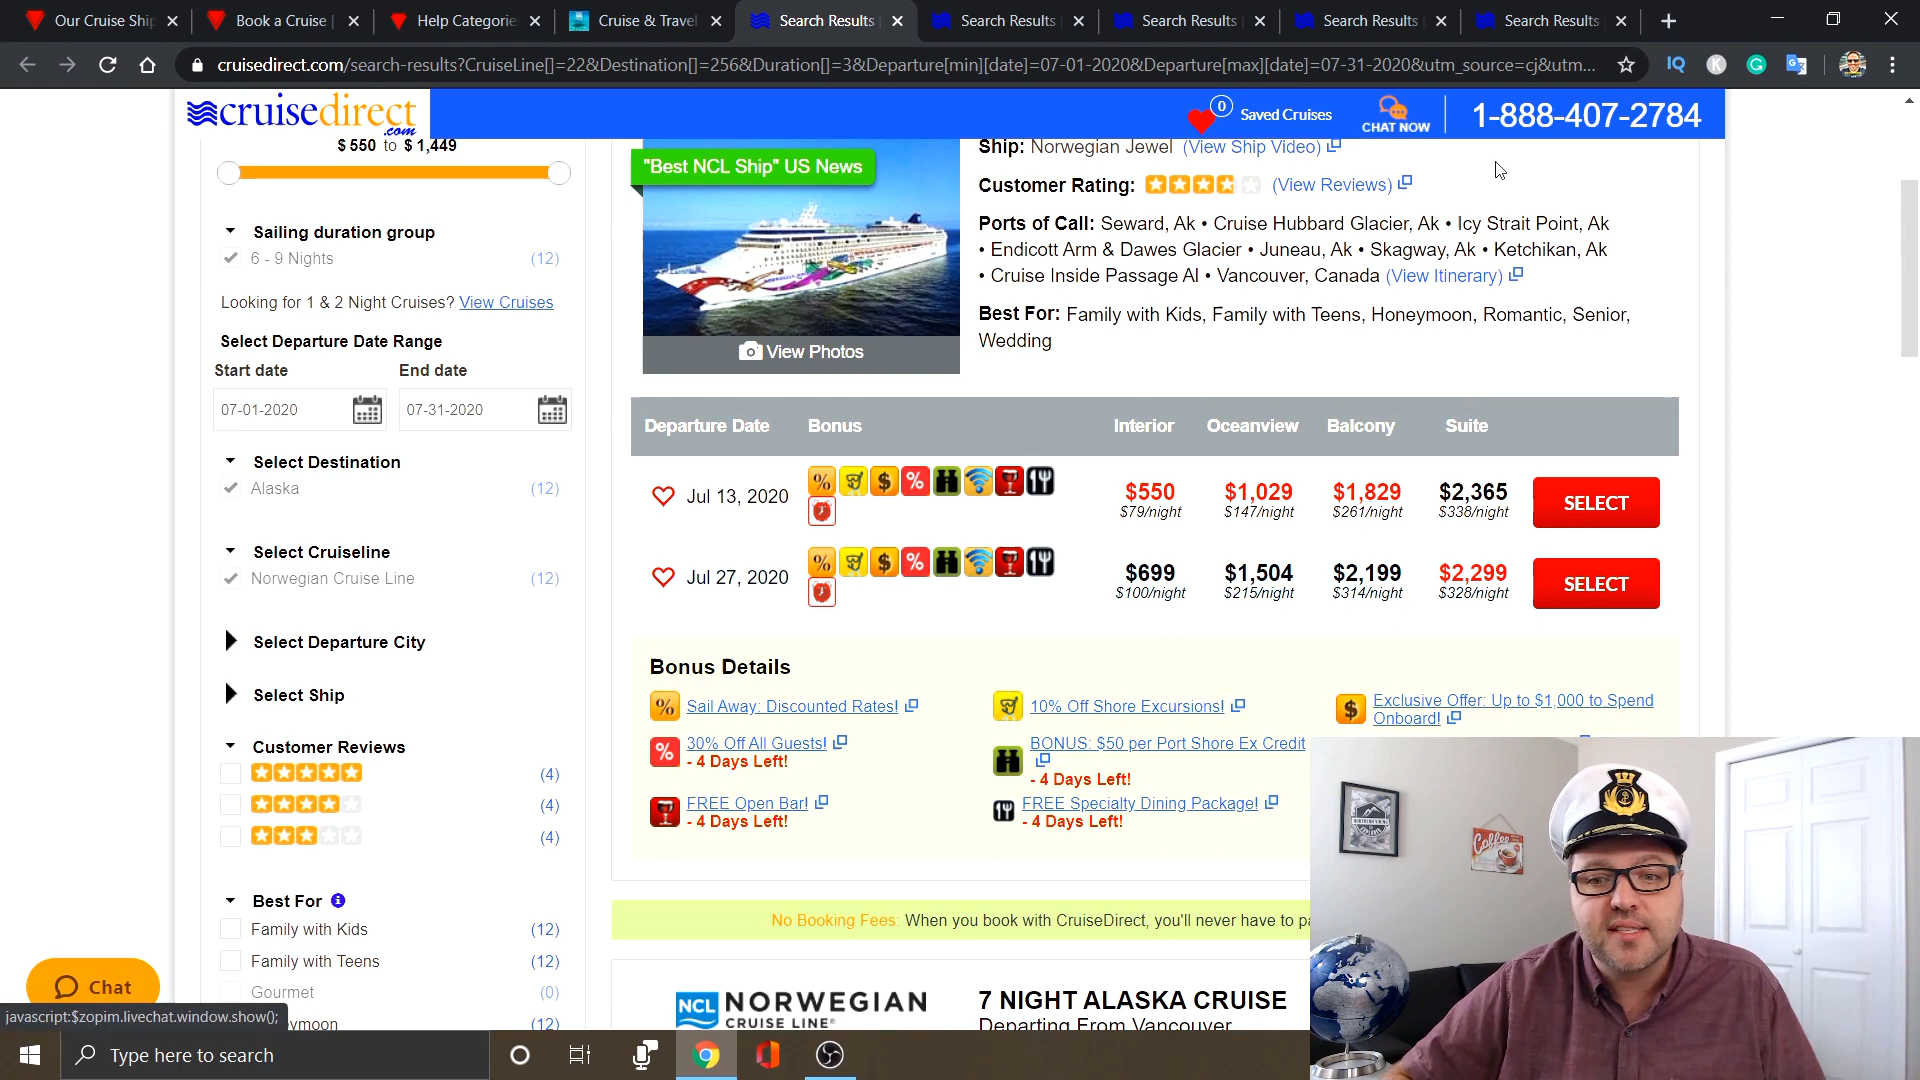 Our Cruise Ship
Book a Cruise |
Help Categorie
Cruise & Travel
Search Results |
Search Results |
Search Results |
Search Results |
Search Results |
cruisedirect.com/search-results?CruiseLine[]=22&Destination[]=256&Duration[]=3&Departure[min][date]=07-01-2020&Departure[max][date]=07-31-2020&utm_source=cj&utm...
IQ
K
cruisedirect
.com
0
Saved Cruises
CHAT NOW
1-888-407-2784
$ 550 to $ 1,449
Sailing duration group
6 - 9 Nights (12)
Looking for 1 & 2 Night Cruises? View Cruises
Select Departure Date Range
Start date End date
07-01-2020 07-31-2020
Select Destination
Alaska (12)
Select Cruiseline
Norwegian Cruise Line (12)
Select Departure City
Select Ship
Customer Reviews
(4)
(4)
(4)
Best For
Family with Kids (12)
Family with Teens (12)
Gourmet (0)
eymoon (12)
Chat
javascript:$zopim.livechat.window.show();
"Best NCL Ship" US News
View Photos
Ship: Norwegian Jewel (View Ship Video)
Customer Rating: (View Reviews)
Ports of Call: Seward, Ak • Cruise Hubbard Glacier, Ak • Icy Strait Point, Ak
• Endicott Arm & Dawes Glacier • Juneau, Ak • Skagway, Ak • Ketchikan, Ak
• Cruise Inside Passage Al • Vancouver, Canada (View Itinerary)
Best For: Family with Kids, Family with Teens, Honeymoon, Romantic, Senior,
Wedding
Departure Date Bonus Interior Oceanview Balcony Suite
Jul 13, 2020 $550 $1,029 $1,829 $2,365 SELECT
$79/night $147/night $261/night $338/night
Jul 27, 2020 $699 $1,504 $2,199 $2,299 SELECT
$100/night $215/night $314/night $328/night
Bonus Details
Sail Away: Discounted Rates!
10% Off Shore Excursions!
Exclusive Offer: Up to $1,000 to Spend
Onboard!
30% Off All Guests!
- 4 Days Left!
BONUS: $50 per Port Shore Ex Credit
- 4 Days Left!
FREE Open Bar!
- 4 Days Left!
FREE Specialty Dining Package!
- 4 Days Left!
No Booking Fees: When you book with CruiseDirect, you'll never have to pa
NCL NORWEGIAN
CRUISE LINE®
7 NIGHT ALASKA CRUISE
Departing From Vancouver
Coffee
Type here to search